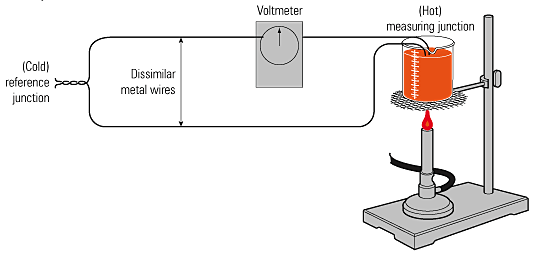 Voltmeter
(Hot)
measuring junction
(Cold)
reference
junction
Dissimilar
metal wires